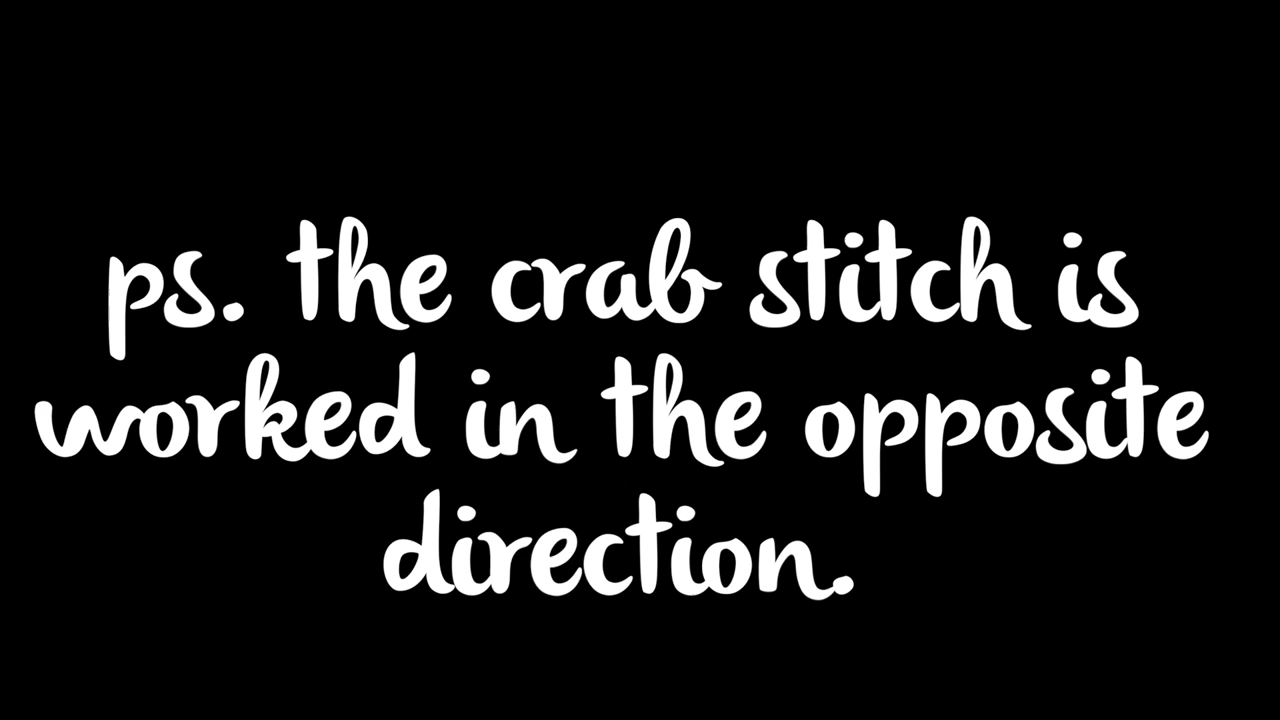 ps. the crab stitch is
worked in the opposite
direction.